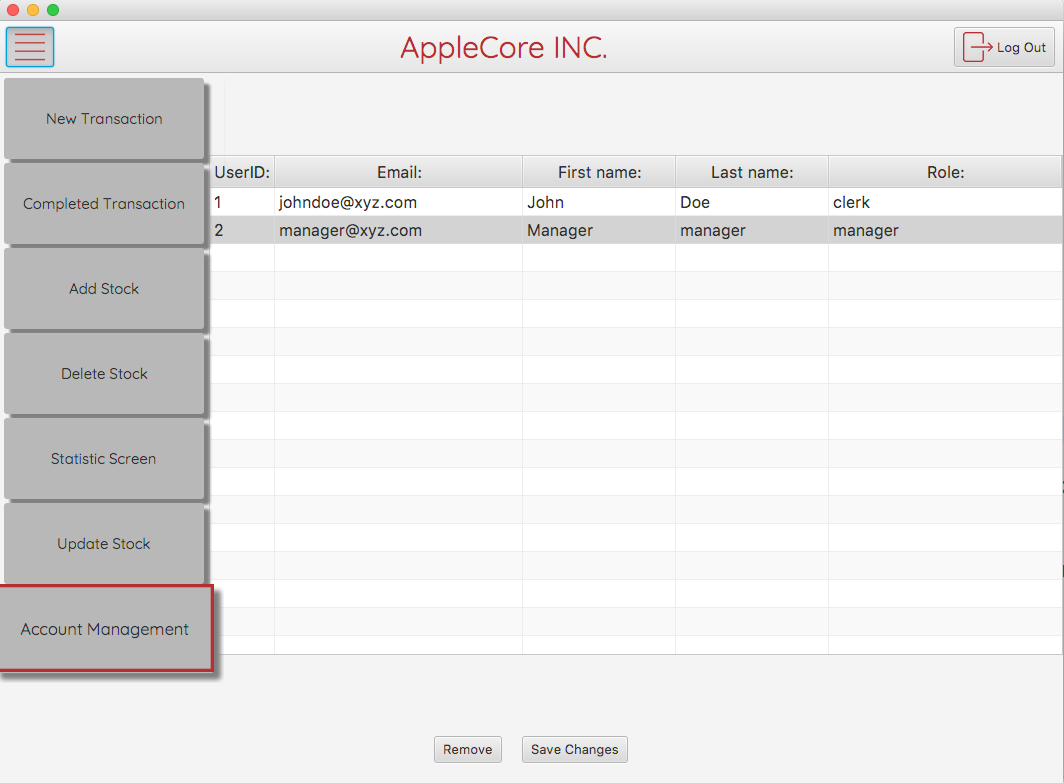 AppleCore INC.
Log Out
New Transaction
Completed Transaction
Add Stock
Delete Stock
Statistic Screen
Update Stock
Account Management
UserID: Email: First name: Last name: Role:
1 johndoe@xyz.com John Doe clerk
2 manager@xyz.com Manager manager manager
Remove Save Changes